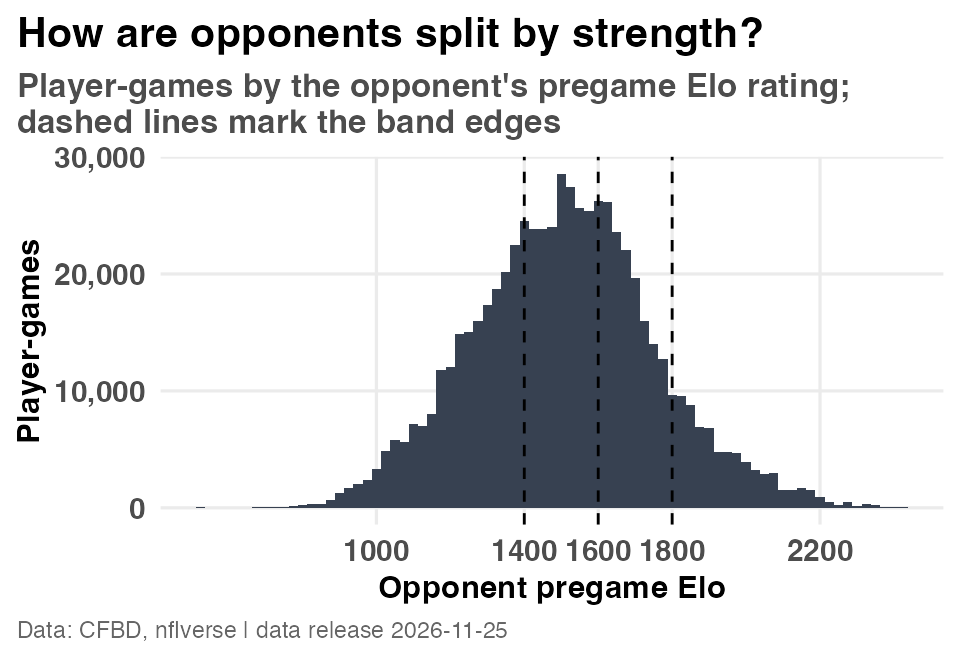 How are opponents split by strength?
Player-games by the opponent's pregame Elo rating;
dashed lines mark the band edges
30,000
20,000
10,000
0
Player-games
1000 1400 1600 1800 2200
Opponent pregame Elo
Data: CFBD, nflverse | data release 2026-11-25